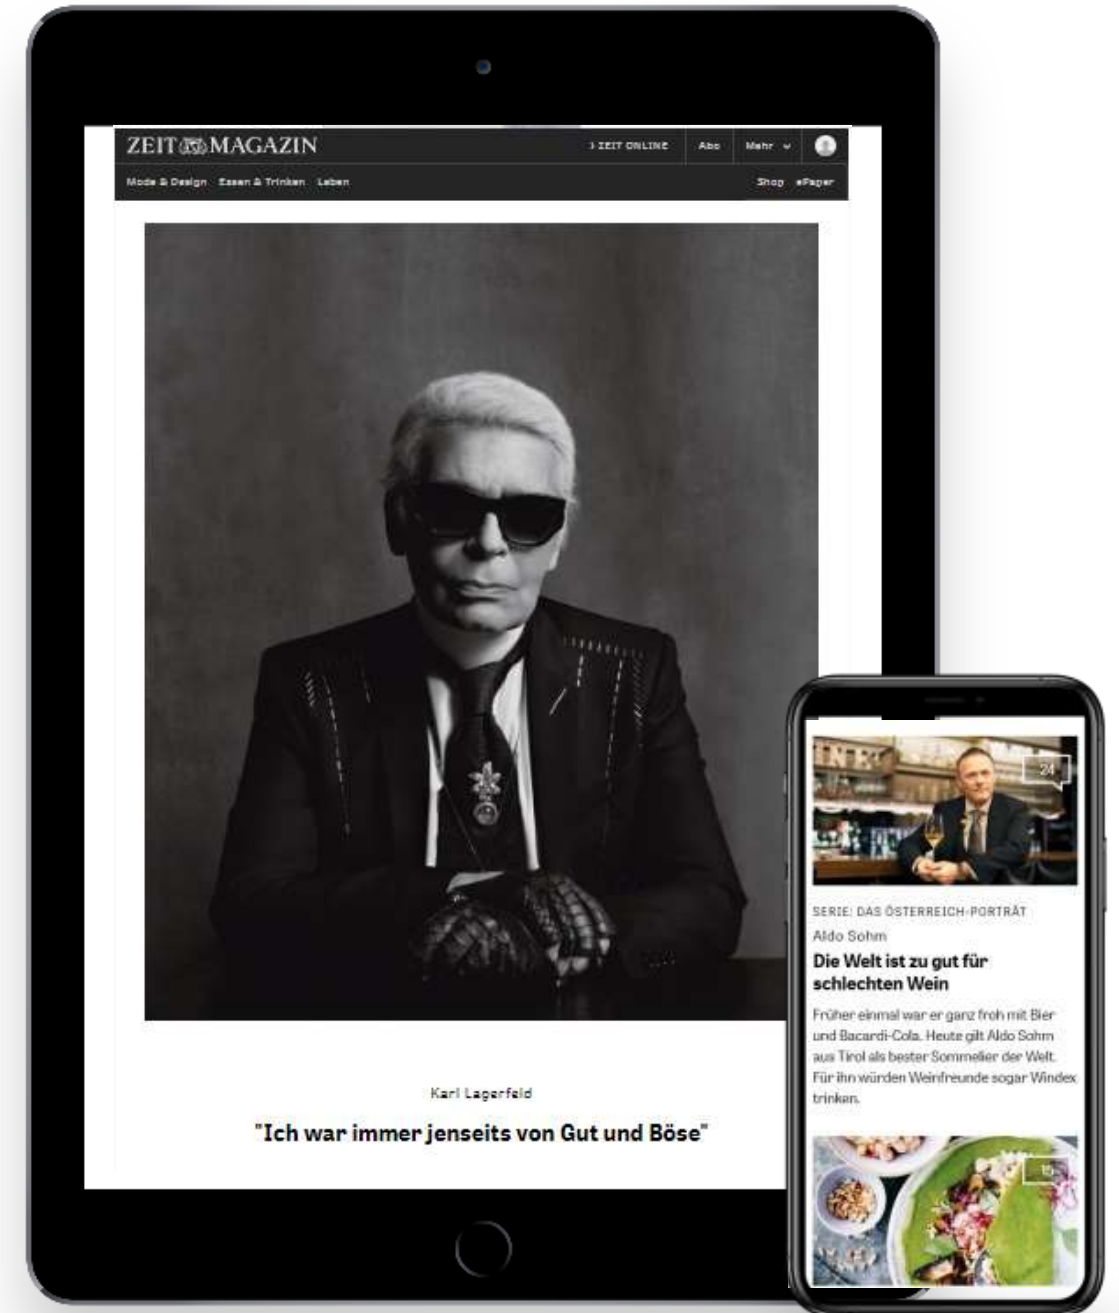 ZEIT MAGAZIN
ZEIT ONLINE
Abo
Mehr
Mode & Design Essen & Trinken Leben
Shop ePaper
Karl Lagerfeld
"Ich war immer jenseits von Gut und Böse"
24
SERIE: DAS ÖSTERREICH-PORTRÄT
Aldo Sohm
Die Welt ist zu gut für
schlechten Wein
Früher einmal war er ganz froh mit Bier
und Bacardi-Cola. Heute gilt Aldo Sohm
aus Tirol als bester Sommelier der Welt.
Für ihn würden Weinfreunde sogar Windex
trinken.
15